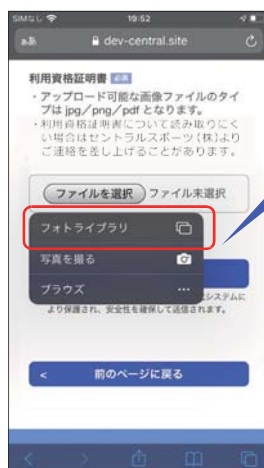 SIMなし 19:52
ぁあ dev-central.site
利用資格証明書 必須
・アップロード可能な画像ファイルのタイ
プは jpg／png／pdf となります。
・利用資格証明書について読み取りにく
い場合はセントラルスポーツ(株)より
ご連絡を差し上げることがあります。
ファイルを選択 ファイル未選択
フォトライブラリ
写真を撮る
ブラウズ
システムに
より保護され、安全性を確保して送信されます。
< 前のページに戻る